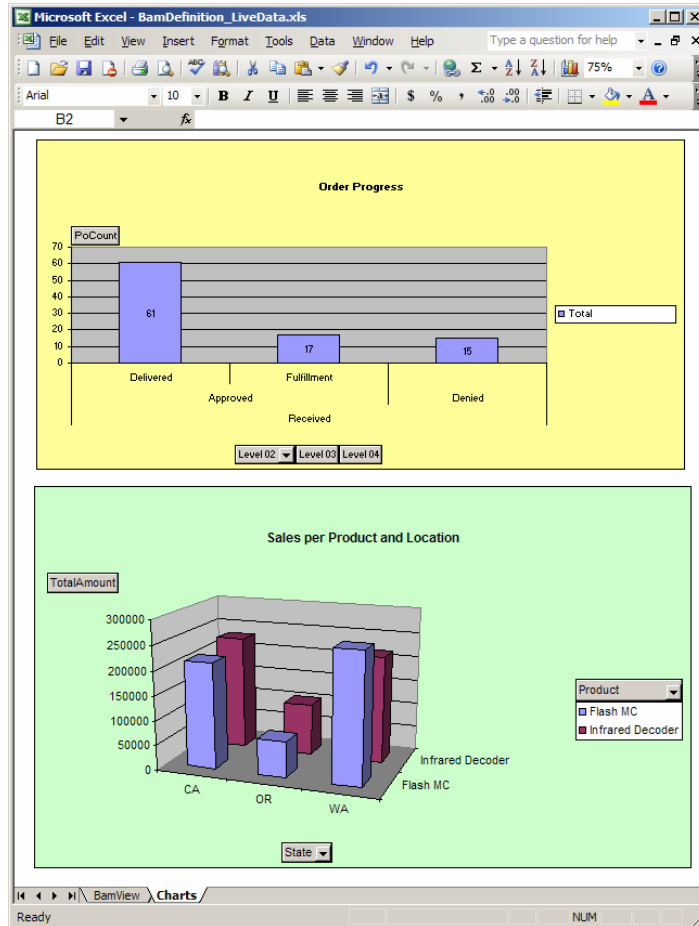 Microsoft Excel - BamDefinition_LiveData.xls
File Edit View Insert Format Tools Data Window Help Type a question for help
75%
Arial 10 B I U $ % ,
B2 fx
Order Progress
PoCount
70
60
50
40
30
20
10
0
61
17
15
Total
Delivered Fulfillment
Approved Denied
Received
Level 02 Level 03 Level 04
Sales per Product and Location
TotalAmount
300000
250000
200000
150000
100000
50000
0
Product
Flash MC
Infrared Decoder
Infrared Decoder
Flash MC
CA
OR
WA
State
BamView Charts
Ready NUM